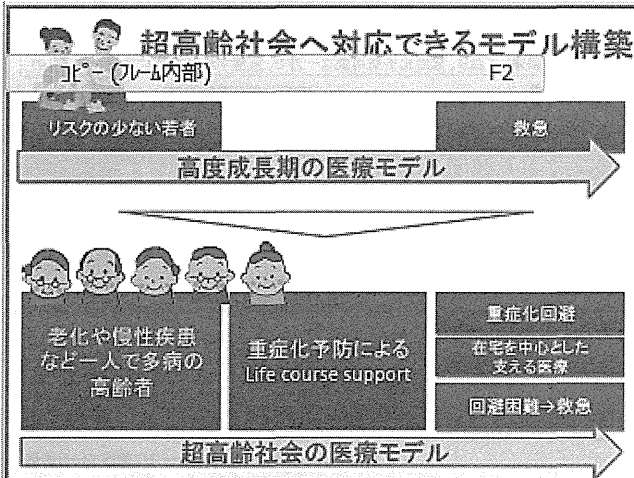 超高齢社会へ対応できるモデル構築
コピー (フレーム内部) F2
リスクの少ない若者
救急
高度成長期の医療モデル
老化や慢性疾患
など一人で多病の
高齢者
重症化予防による
Life course support
重症化回避
在宅を中心とした
支える医療
回避困難→救急
超高齢社会の医療モデル